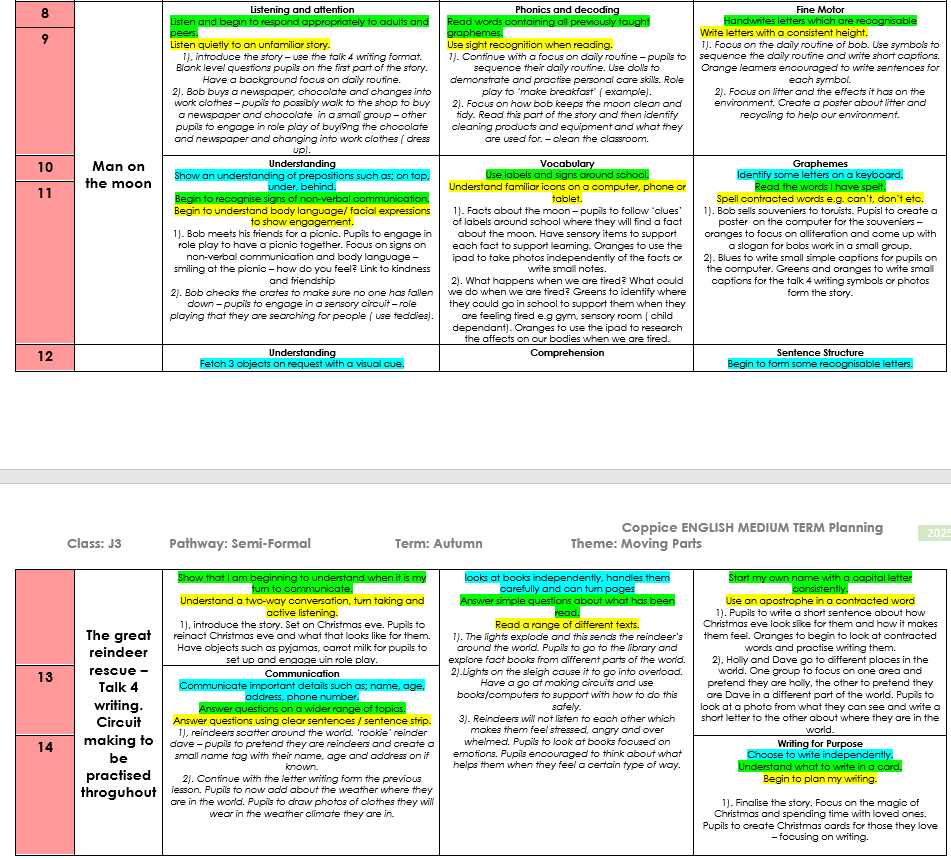 8
9
Man on
the moon
Listening and attention
Listen and begin to respond appropriately to adults and
peers.
Listen quietly to an unfamiliar story.
1), introduce the story – use the talk 4 writing format.
Blank level questions pupils on the first part of the story.
Have a background focus on daily routine.
2). Bob buys a newspaper, chocolate and changes into
work clothes – pupils to possibly walk to the shop to buy
a newspaper and chocolate in a small group – other
pupils to engage in role play of buyi9ng the chocolate
and newspaper and changing into work clothes ( dress
up).
Phonics and decoding
Read words containing all previously taught
graphemes.
Use sight recognition when reading.
1). Continue with a focus on daily routine – pupils to
sequence their daily routine. Use dolls to
demonstrate and practise personal care skills. Role
play to 'make breakfast' ( example).
2). Focus on how bob keeps the moon clean and
tidy. Read this part of the story and then identify
cleaning products and equipment and what they
are used for. – clean the classroom.
Fine Motor
Handwrites letters which are recognisable
Write letters with a consistent height.
1). Focus on the daily routine of bob. Use symbols to
sequence the daily routine and write short captions.
Orange learners encouraged to write sentences for
each symbol.
2). Focus on litter and the effects it has on the
environment. Create a poster about litter and
recycling to help our environment.
10
11
Understanding
Show an understanding of prepositions such as; on top,
under, behind.
Begin to recognise signs of non-verbal communication.
Begin to understand body language/ facial expressions
to show engagement.
1). Bob meets his friends for a picnic. Pupils to engage in
role play to have a picnic together. Focus on signs on
non-verbal communication and body language –
smiling at the picnic – how do you feel? Link to kindness
and friendship
2). Bob checks the crates to make sure no one has fallen
down – pupils to engage in a sensory circuit – role
playing that they are searching for people ( use teddies).
Vocabulary
Use labels and signs around school.
Understand familiar icons on a computer, phone or
tablet.
1). Facts about the moon – pupils to follow 'clues'
of labels around school where they will find a fact
about the moon. Have sensory items to support
each fact to support learning. Oranges to use the
ipad to take photos independently of the facts or
write small notes.
2). What happens when we are tired? What could
we do when we are tired? Greens to identify where
they could go in school to support them when they
are feeling tired e.g gym, sensory room ( child
dependant). Oranges to use the ipad to research
the affects on our bodies when we are tired.
Graphemes
Identify some letters on a keyboard.
Read the words I have spelt.
Spell contracted words e.g. can't, don't etc.
1). Bob sells souveniers to toruists. Pupisl to create a
poster on the computer for the souveniers –
oranges to focus on alliteration and come up with
a slogan for bobs work in a small group.
2). Blues to write small simple captions for pupils on
the computer. Greens and oranges to write small
captions for the talk 4 writing symbols or photos
form the story.
12
Understanding
Fetch 3 objects on request with a visual cue.
Comprehension
Sentence Structure
Begin to form some recognisable letters.
Coppice ENGLISH MEDIUM TERM Planning
2025
Class: J3 Pathway: Semi-Formal Term: Autumn Theme: Moving Parts
13
14
The great
reindeer
rescue –
Talk 4
writing.
Circuit
making to
be
practised
throguhout
Show that I am beginning to understand when it is my
turn to communicate.
Understand a two-way conversation, turn taking and
active listening.
1), introduce the story. Set on Christmas eve. Pupils to
reinact Christmas eve and what that looks like for them.
Have objects such as pyjamas, carrot milk for pupils to
set up and engage uin role play.
Communication
Communicate important details such as; name, age,
address, phone number.
Answer questions on a wider range of topics.
Answer questions using clear sentences / sentence strip.
1), reindeers scatter around the world. 'rookie' reinder
dave – pupils to pretend they are reindeers and create a
small name tag with their name, age and address on if
known.
2). Continue with the letter writing form the previous
lesson. Pupils to now add about the weather where they
are in the world. Pupils to draw photos of clothes they will
wear in the weather climate they are in.
looks at books independently, handles them
carefully and can turn pages
Answer simple questions about what has been
read.
Read a range of different texts.
1). The lights explode and this sends the reindeer's
around the world. Pupils to go to the library and
explore fact books from different parts of the world.
2).Lights on the sleigh cause it to go into overload.
Have a go at making circuits and use
books/computers to support with how to do this
safely.
3). Reindeers will not listen to each other which
makes them feel stressed, angry and over
whelmed. Pupils to look at books focused on
emotions. Pupils encouraged to think about what
helps them when they feel a certain type of way.
Start my own name with a capital letter
consistently.
Use an apostrophe in a contracted word
1). Pupils to write a short sentence about how
Christmas eve look slike for them and how it makes
them feel. Oranges to begin to look at contracted
words and practise writing them.
2), Holly and Dave go to different places in the
world. One group to focus on one area and
pretend they are holly, the other to pretend they
are Dave in a different part of the world. Pupils to
look at a photo from what they can see and write a
short letter to the other about where they are in the
world.
Writing for Purpose
Choose to write independently.
Understand what to write in a card.
Begin to plan my writing.
1). Finalise the story. Focus on the magic of
Christmas and spending time with loved ones.
Pupils to create Christmas cards for those they love
– focusing on writing.